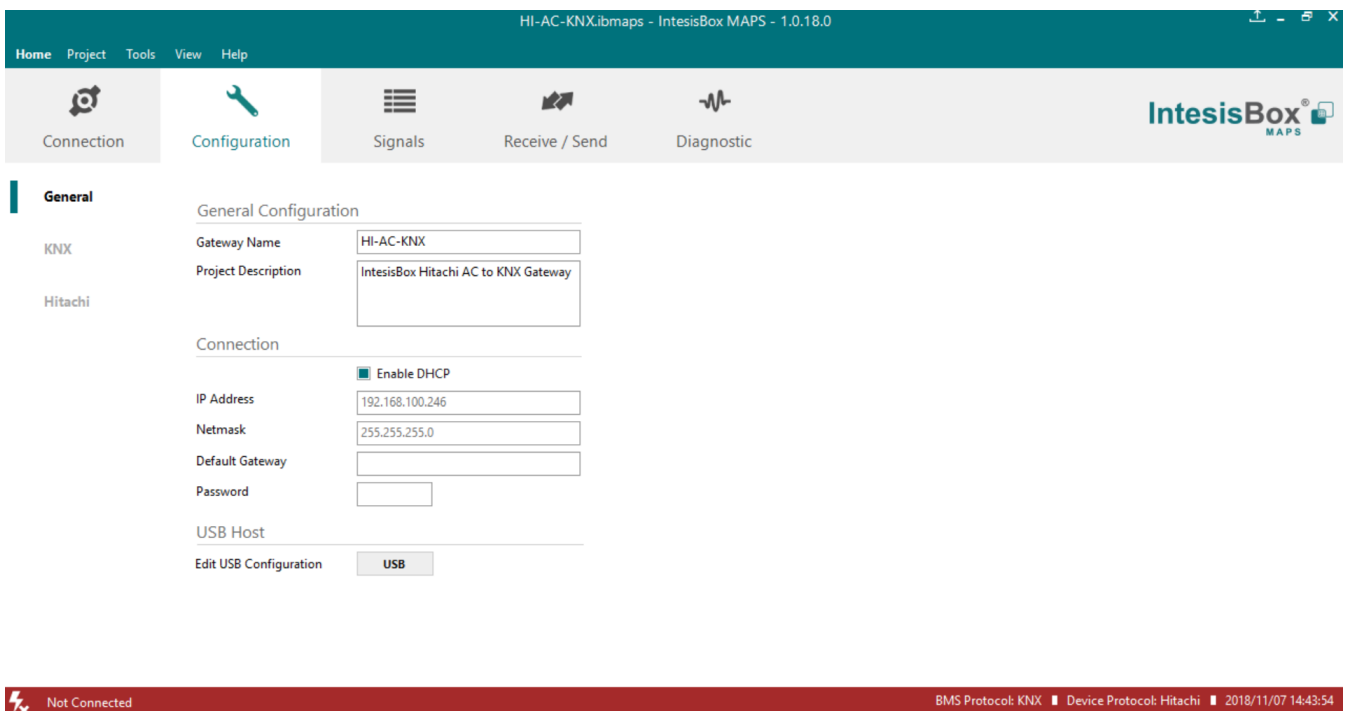 HI-AC-KNX.ibmaps - IntesisBox MAPS - 1.0.18.0
Home Project Tools View Help
Connection Configuration Signals Receive / Send Diagnostic
IntesisBox®
MAPS
General
KNX
Hitachi
General Configuration
Gateway Name HI-AC-KNX
Project Description IntesisBox Hitachi AC to KNX Gateway
Connection
Enable DHCP
IP Address 192.168.100.246
Netmask 255.255.255.0
Default Gateway
Password
USB Host
Edit USB Configuration USB
Not Connected BMS Protocol: KNX Device Protocol: Hitachi 2018/11/07 14:43:54